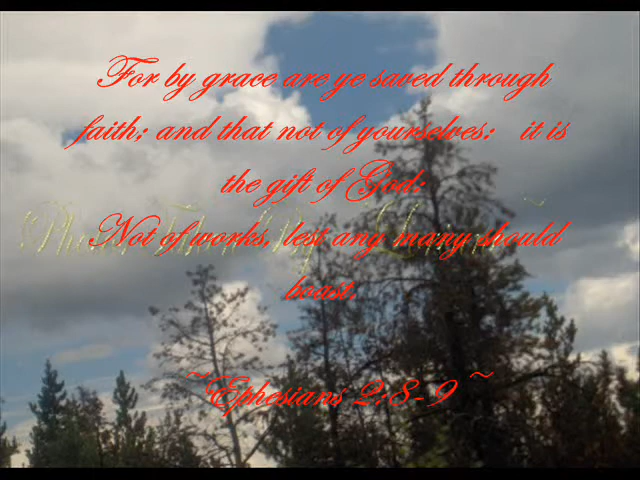 For by grace are ye saved through
faith; and that not of yourselves: it is
the gift of God:
Not of works, lest any many should
boast.
~Ephesians 2:8-9 ~